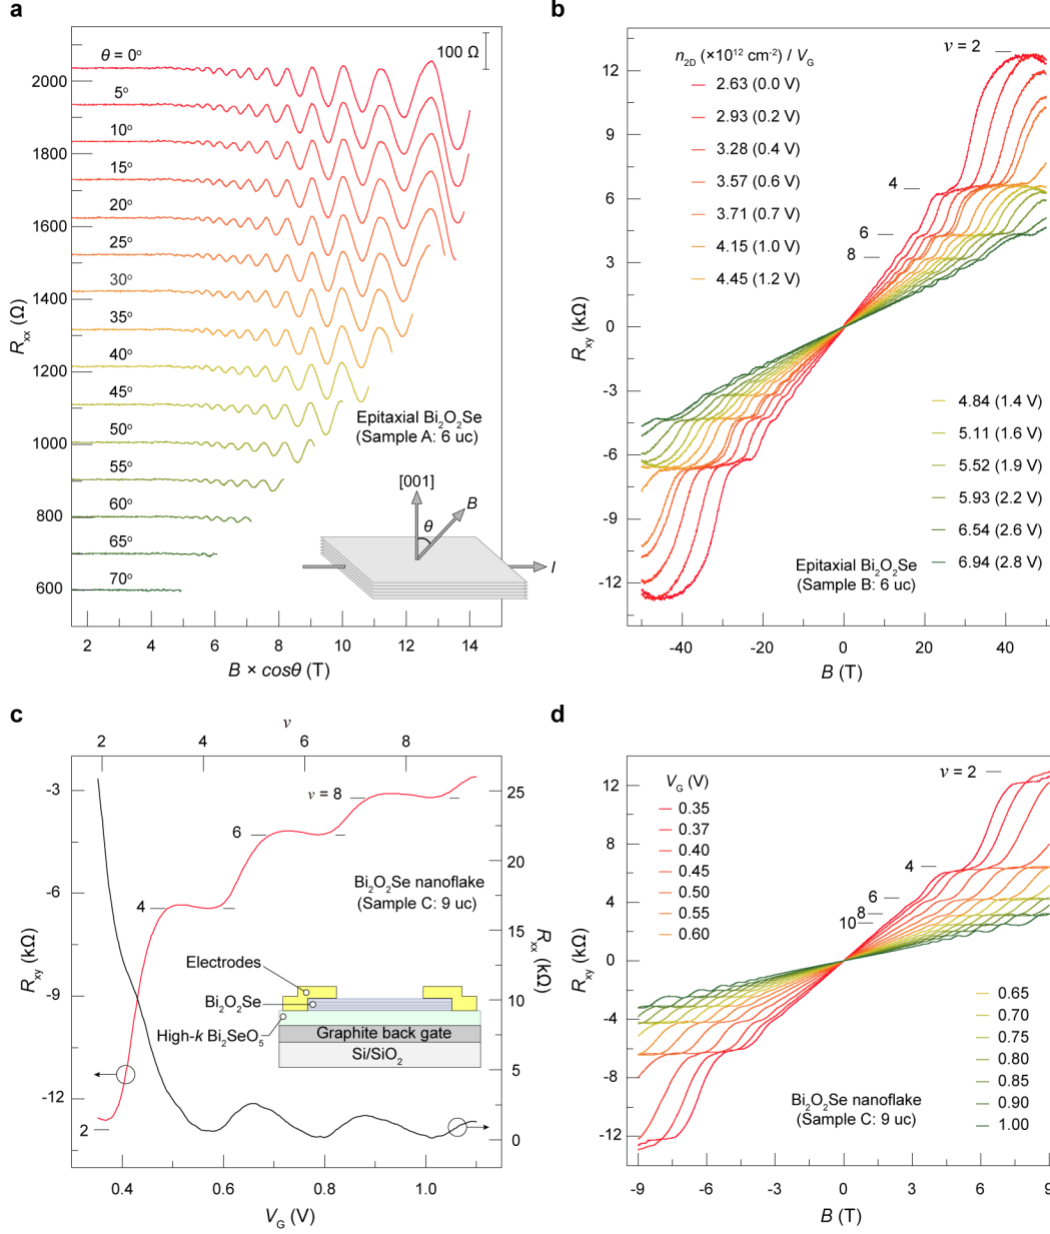 a
θ = 0°
5°
10°
15°
20°
25°
30°
35°
40°
45°
50°
55°
60°
65°
70°
100 Ω
2000
1800
1600
1400
1200
1000
800
600
Rxx (Ω)
Epitaxial Bi2O2Se
(Sample A: 6 uc)
[001]
B
θ
I
2 4 6 8 10 12 14
B × cosθ (T)
b
n2D (×10^12 cm^-2) / VG
2.63 (0.0 V)
2.93 (0.2 V)
3.28 (0.4 V)
3.57 (0.6 V)
3.71 (0.7 V)
4.15 (1.0 V)
4.45 (1.2 V)
ν = 2
4
6
8
12
9
6
3
0
-3
-6
-9
-12
Rxy (kΩ)
4.84 (1.4 V)
5.11 (1.6 V)
5.52 (1.9 V)
5.93 (2.2 V)
6.54 (2.6 V)
6.94 (2.8 V)
Epitaxial Bi2O2Se
(Sample B: 6 uc)
-40 -20 0 20 40
B (T)
c
ν
2 4 6 8
-3
-6
-9
-12
Rxy (kΩ)
ν = 8
6
4
2
Bi2O2Se nanoflake
(Sample C: 9 uc)
Electrodes
Bi2O2Se
High-k Bi2SeO5
Graphite back gate
Si/SiO2
25
20
15
10
5
0
Rxx (kΩ)
0.4 0.6 0.8 1.0
VG (V)
d
VG (V)
0.35
0.37
0.40
0.45
0.50
0.55
0.60
ν = 2
4
6
8
10
12
8
4
0
-4
-8
-12
Rxy (kΩ)
0.65
0.70
0.75
0.80
0.85
0.90
1.00
Bi2O2Se nanoflake
(Sample C: 9 uc)
-9 -6 -3 0 3 6 9
B (T)